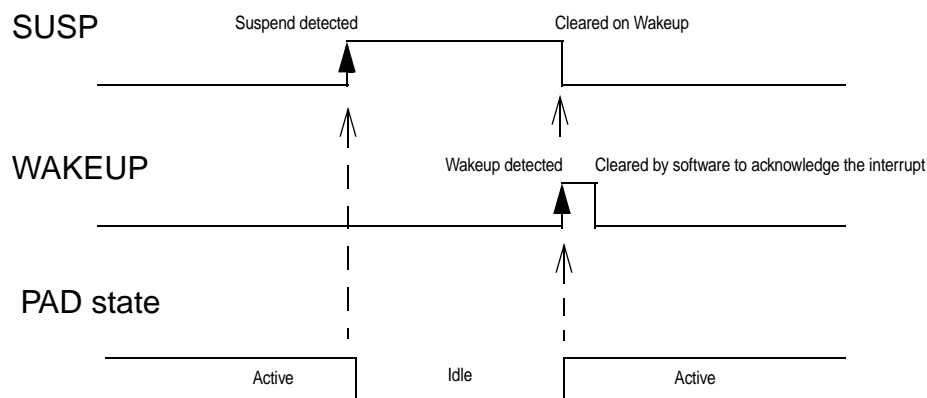 SUSP
Suspend detected
Cleared on Wakeup
WAKEUP
Wakeup detected
Cleared by software to acknowledge the interrupt
PAD state
Active
Idle
Active